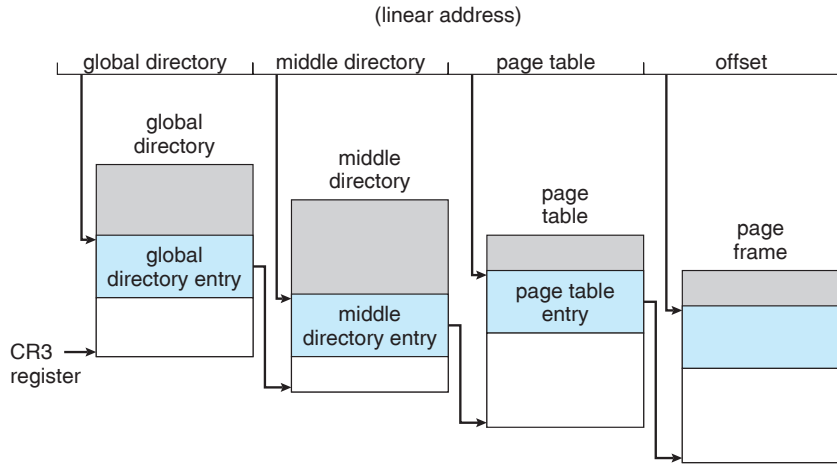 (linear address)
global directory
middle directory
page table
offset
global
directory
middle
directory
page
table
page
frame
global
directory entry
middle
directory entry
page table
entry
CR3
register